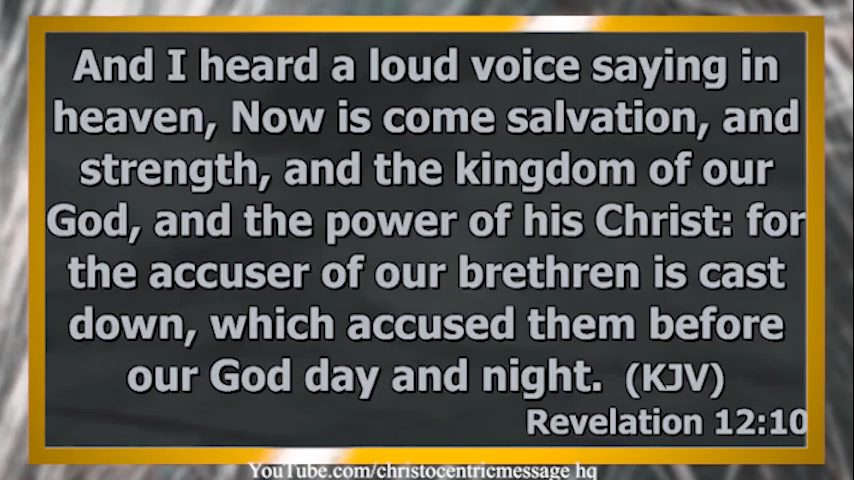 And I heard a loud voice saying in
heaven, Now is come salvation, and
strength, and the kingdom of our
God, and the power of his Christ: for
the accuser of our brethren is cast
down, which accused them before
our God day and night. (KJV)
Revelation 12:10
YouTube.com/christocentricmessage hq